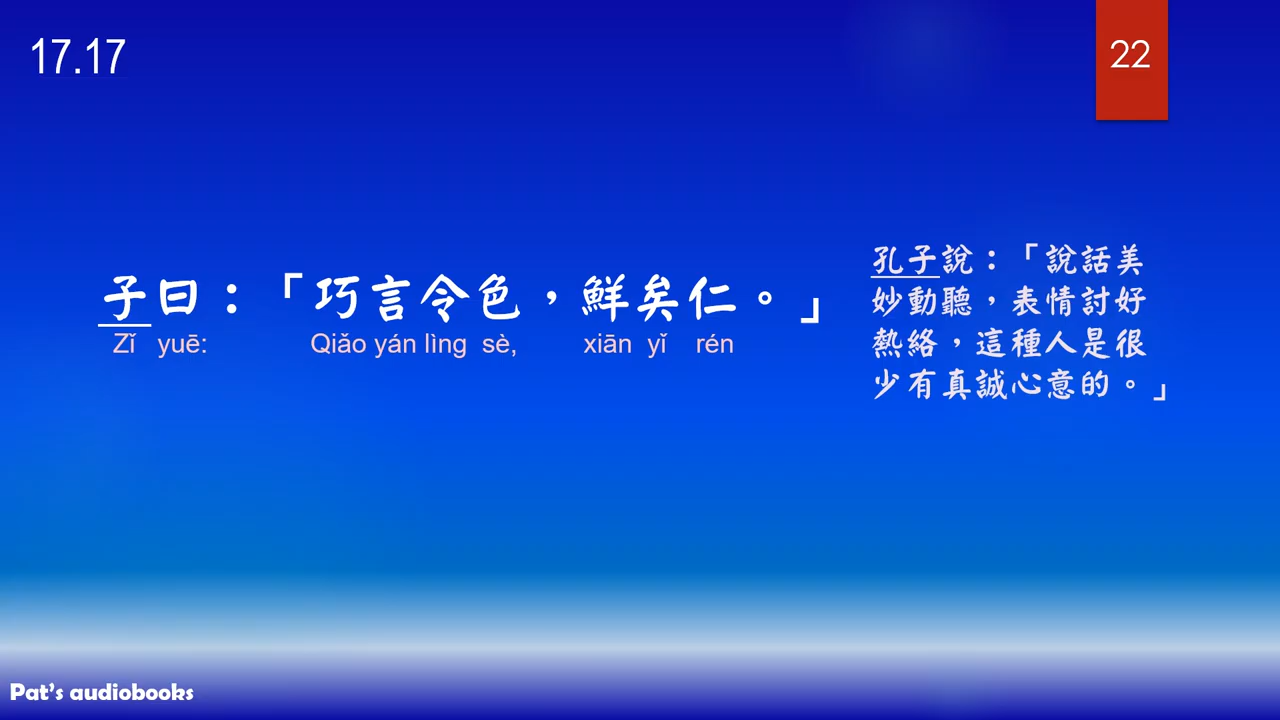 17.17
22
子曰：「巧言令色，鮮矣仁。」
Zǐ yuē: Qiǎo yán lìng sè, xiān yǐ rén
孔子說：「說話美
妙動聽，表情討好
熱絡，這種人是很
少有真誠心意的。」
Pat's audiobooks